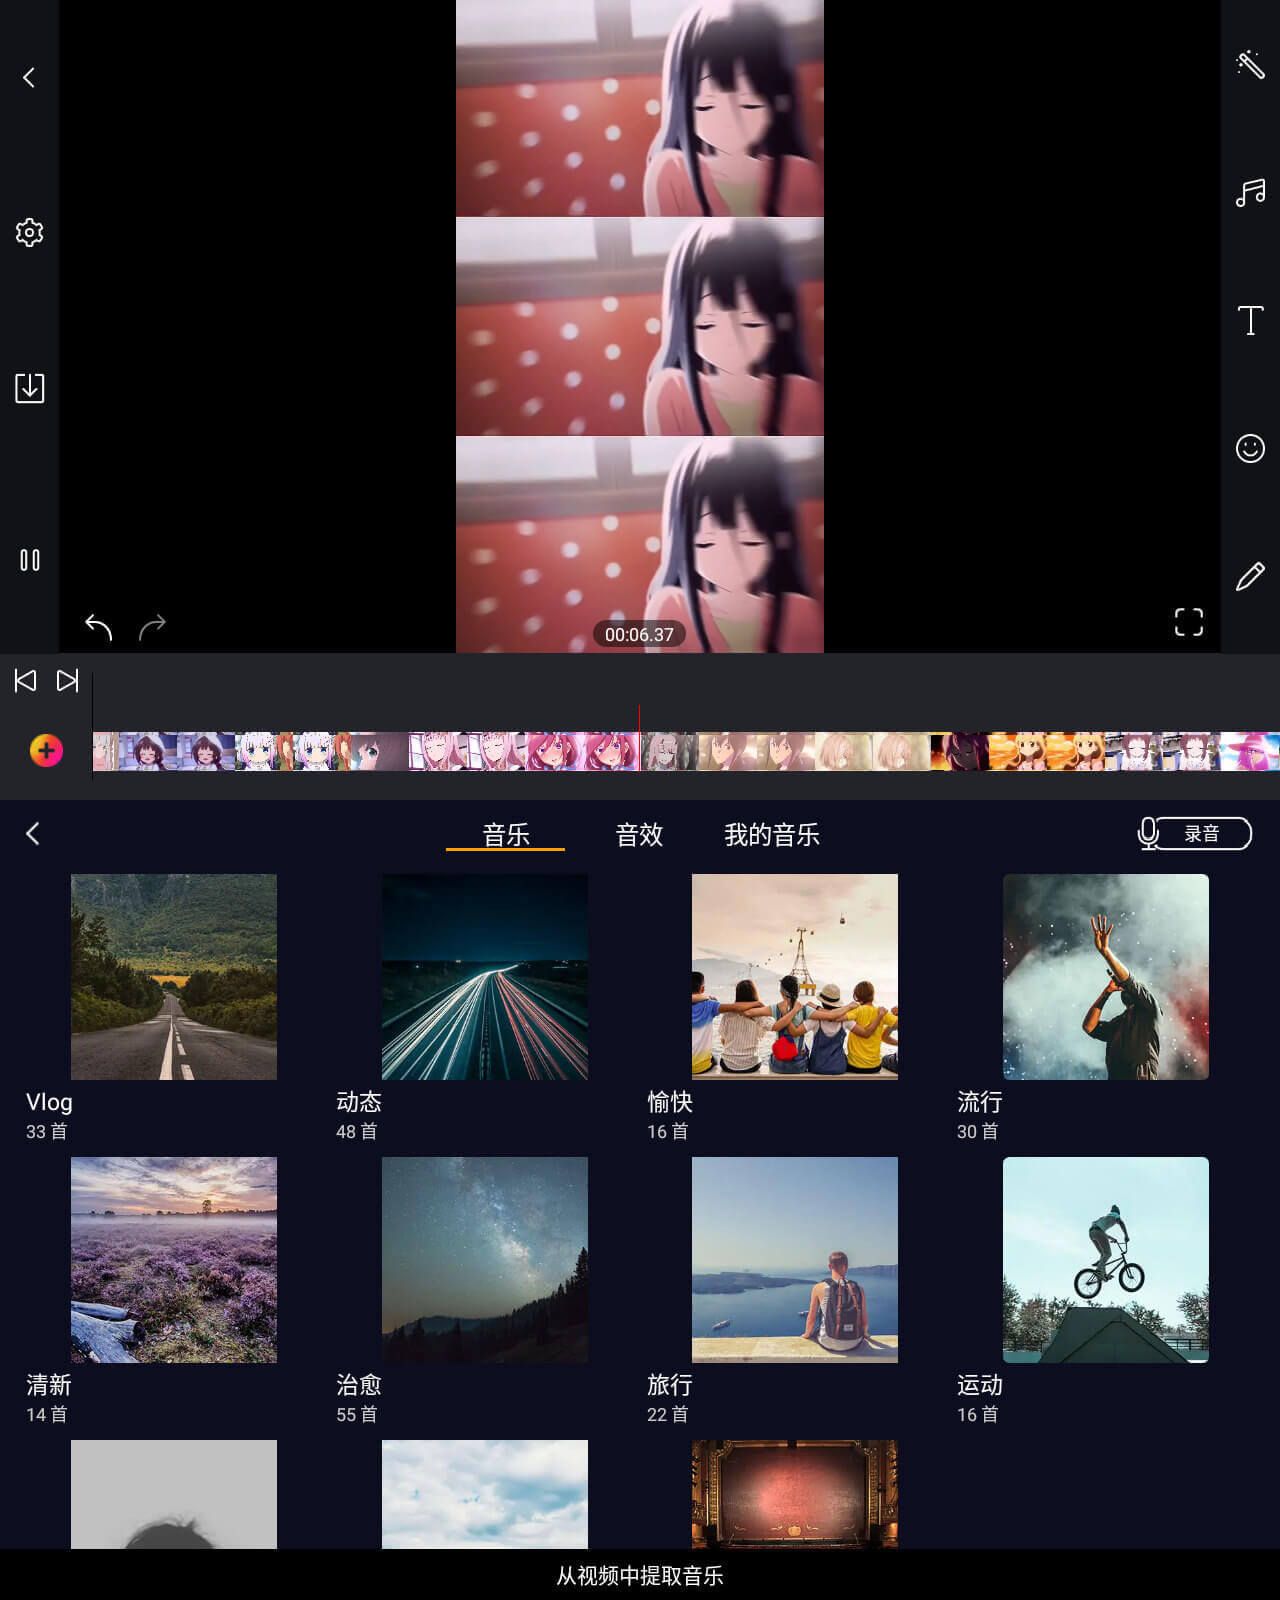 00:06.37
音乐
音效
我的音乐
录音
Vlog
33 首
动态
48 首
愉快
16 首
流行
30 首
清新
14 首
治愈
55 首
旅行
22 首
运动
16 首
从视频中提取音乐